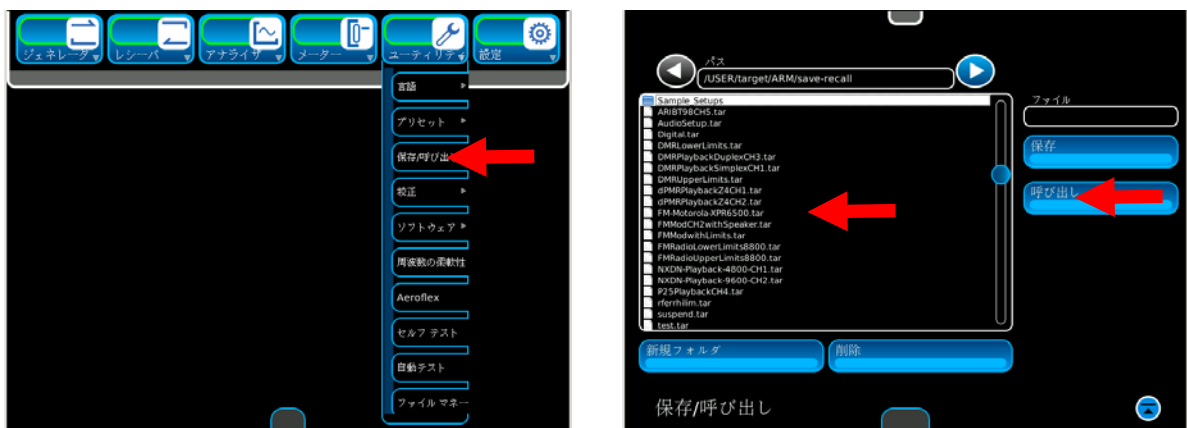 ジェネレータ レシーバ アナライザ メーター ユーティリティ 設定
言語
プリセット
保存/呼び出
較正
ソフトウェア
周波数の柔軟性
Aeroflex
セルフ テスト
自動テスト
ファイル マネー
パス
/USER/target/ARM/save-recall
Sample_Setups
ARIBT98CH5.tar
AudioSetup.tar
Digital.tar
DMRLowerLimits.tar
DMRPlaybackDuplexCH3.tar
DMRPlaybackSimplexCH1.tar
DMRUpperLimits.tar
dPMRPlaybackZ4CH1.tar
dPMRPlaybackZ4CH2.tar
FM-Motorola-XPR6500.tar
FMModCH2withSpeaker.tar
FMModwithLimits.tar
FMRadioLowerLimits8800.tar
FMRadioUpperLimits8800.tar
NXDN-Playback-4800-CH1.tar
NXDN-Playback-9600-CH2.tar
P25PlaybackCH4.tar
rferrhilim.tar
suspend.tar
test.tar
ファイル
保存
呼び出し
新規フォルダ 削除
保存/呼び出し